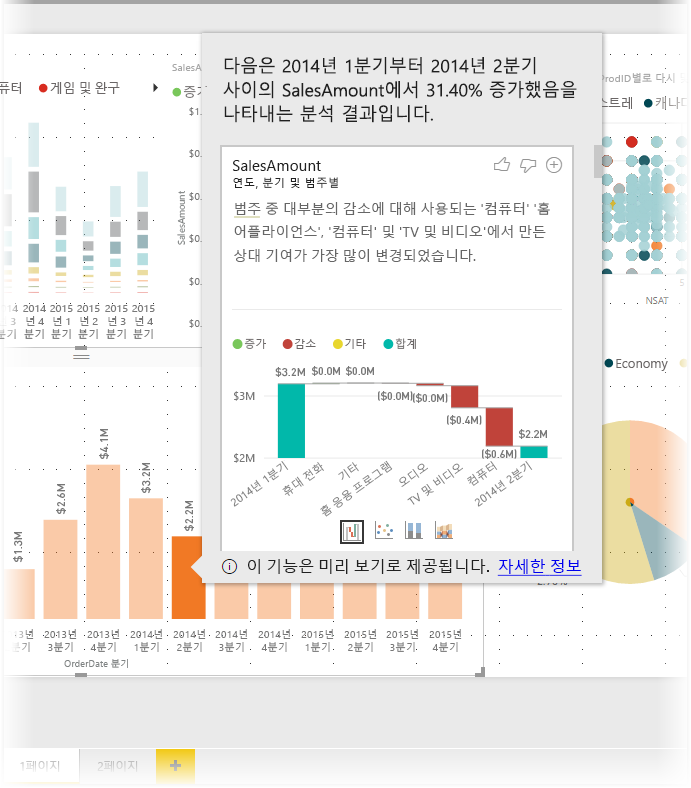 다음은 2014년 1분기부터 2014년 2분기
사이의 SalesAmount에서 31.40% 증가했음을
나타내는 분석 결과입니다.
SalesAmount
연도, 분기 및 범주별
범주 중 대부분의 감소에 대해 사용되는 '컴퓨터' '홈
어플라이언스', '컴퓨터' 및 'TV 및 비디오'에서 만든
상대 기여가 가장 많이 변경되었습니다.
증가 감소 기타 합계
$3.2M $0.0M $0.0M
$3M
($0.0M) ($0.0M)
($0.4M)
$2.2M
($0.6M)
$2M
2014년 1분기
휴대 전화
기타
홈 응용 프로그램
오디오
TV 및 비디오
컴퓨터
2014년 2분기
이 기능은 미리 보기로 제공됩니다. 자세한 정보
퓨터 게임 및 완구
SalesA
증가
$1.
$0.
$0.
$0.
$0.
SalesAmount
2014
년 4
분기
2015
년 1
분기
2015
년 2
분기
2015
년 3
분기
2015
년 4
분기
ProdID별로 다시
스트레 캐나다
NSAT
Economy
$1.3M
$2.6M
$4.1M
$3.2M
$2.2M
2013년
3분기
2013년
4분기
2014년
1분기
2014년
2분기
2014년
3분기
2014년
4분기
2015년
1분기
2015년
2분기
2015년
3분기
2015년
4분기
OrderDate 분기
1페이지 2페이지 +